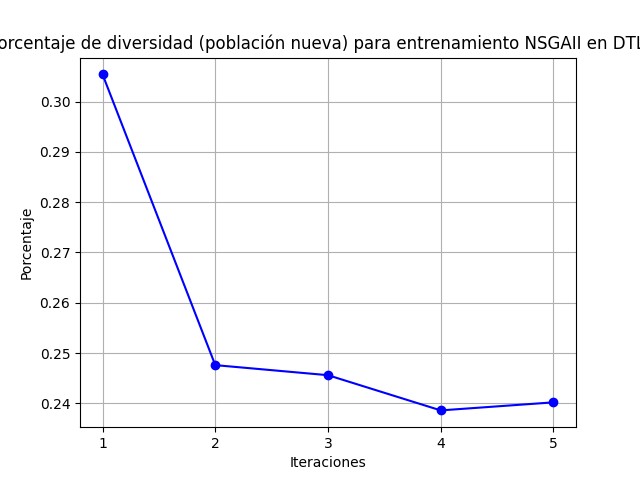 orcentaje de diversidad (población nueva) para entrenamiento NSGAII en DTL
0.30
0.29
0.28
0.27
0.26
0.25
0.24
Porcentaje
1 2 3 4 5
Iteraciones